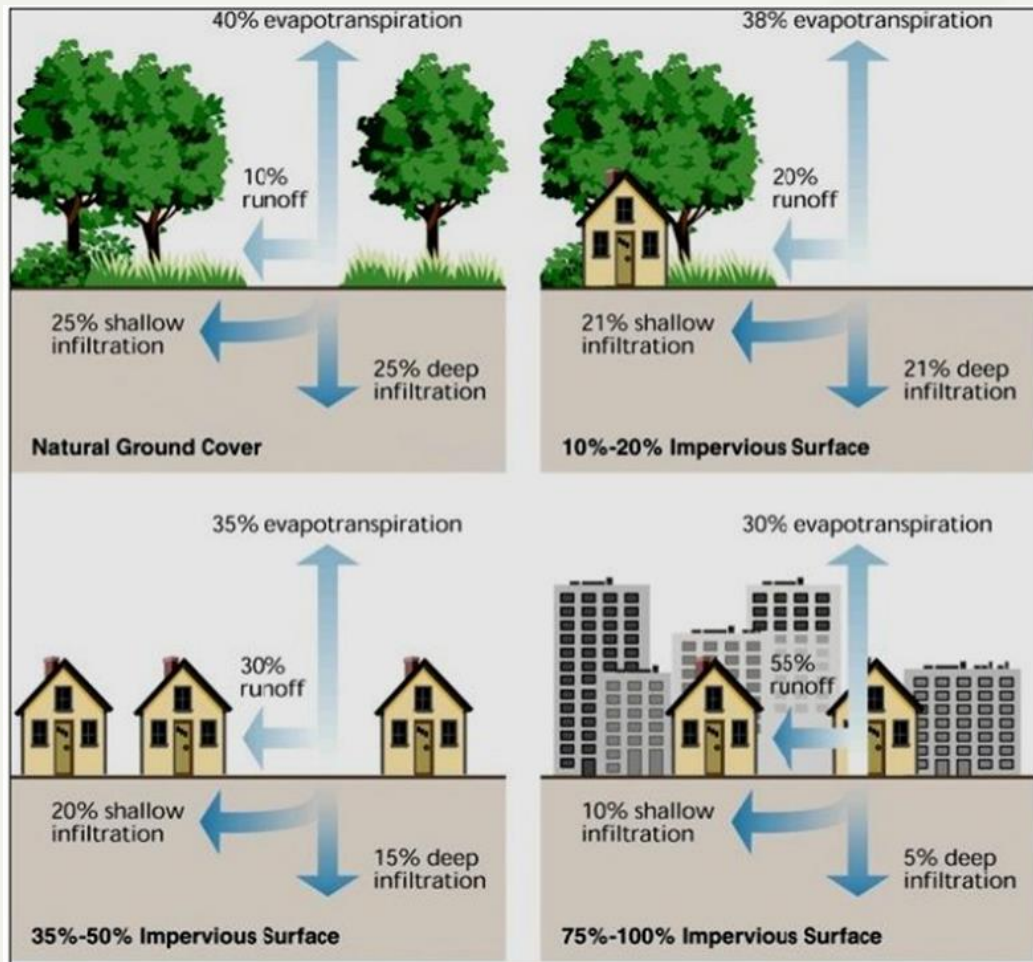 40% evapotranspiration
10%
runoff
25% shallow
infiltration
25% deep
infiltration
Natural Ground Cover
38% evapotranspiration
20%
runoff
21% shallow
infiltration
21% deep
infiltration
10%-20% Impervious Surface
35% evapotranspiration
30%
runoff
20% shallow
infiltration
15% deep
infiltration
35%-50% Impervious Surface
30% evapotranspiration
55%
runoff
10% shallow
infiltration
5% deep
infiltration
75%-100% Impervious Surface